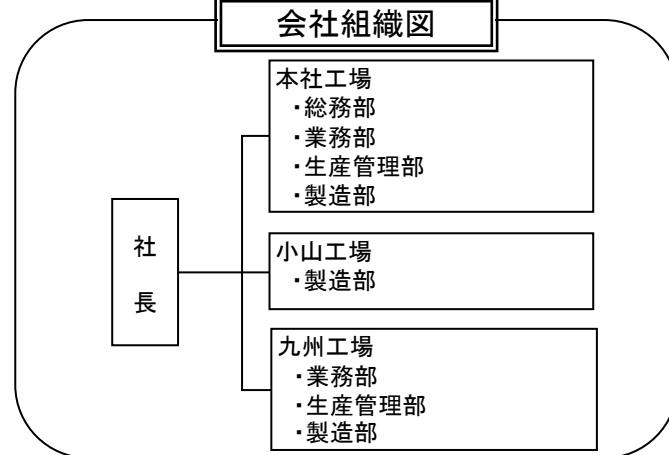 会社組織図
本社工場
・総務部
・業務部
・生産管理部
・製造部
社
長
小山工場
・製造部
九州工場
・業務部
・生産管理部
・製造部